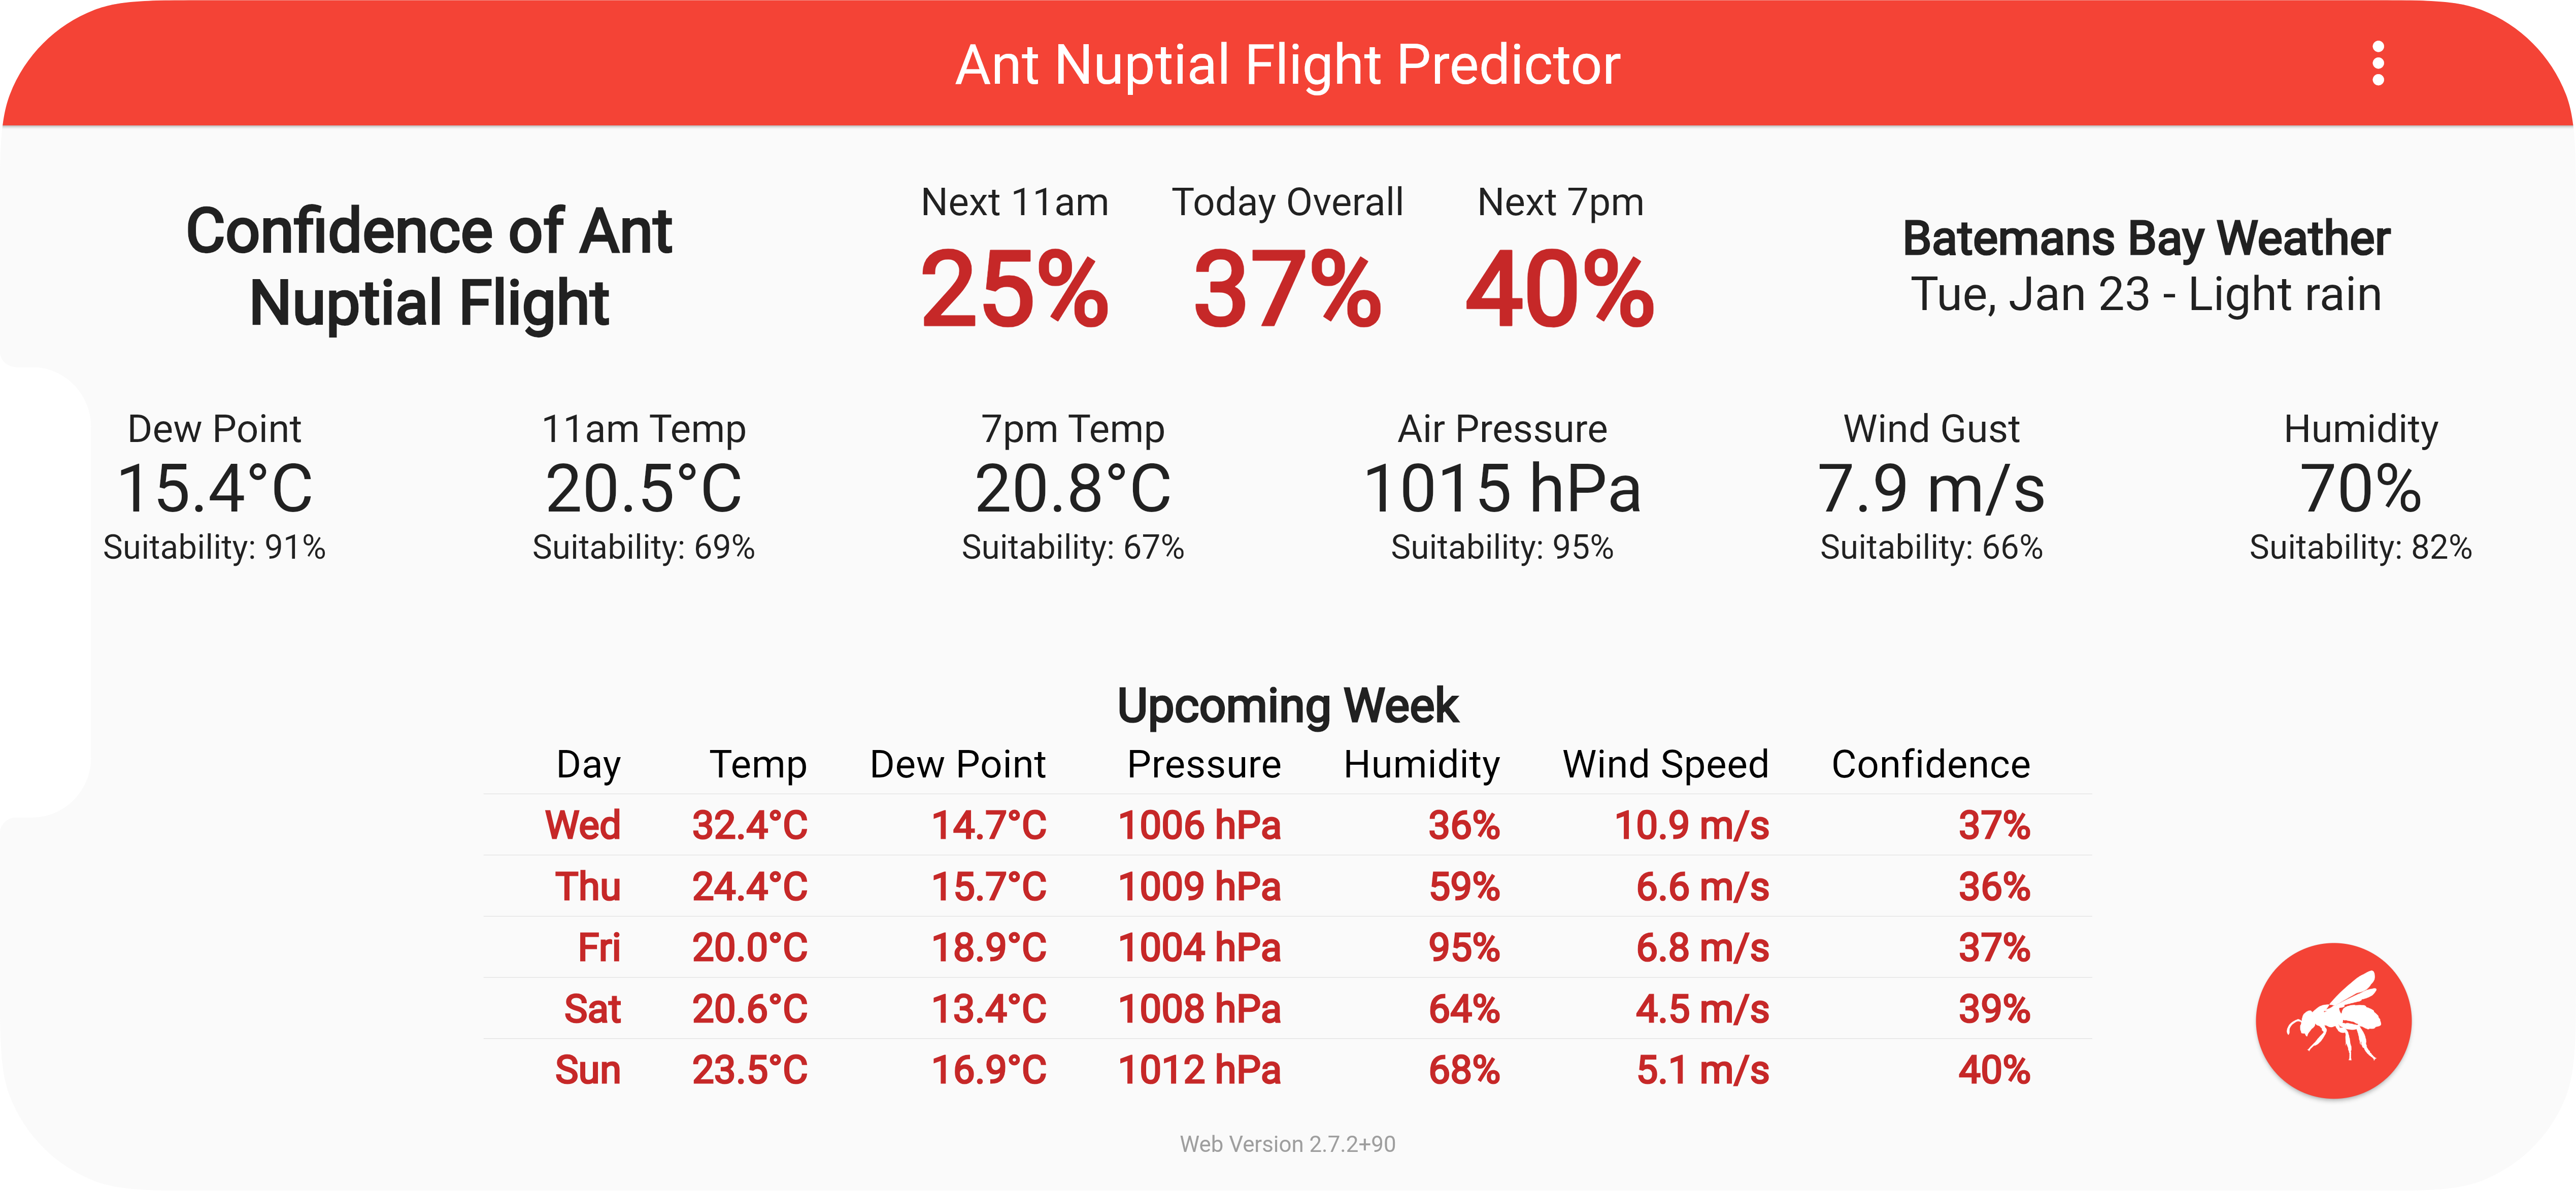 Ant Nuptial Flight Predictor
Confidence of Ant
Nuptial Flight
Next 11am Today Overall Next 7pm
25% 37% 40%
Batemans Bay Weather
Tue, Jan 23 - Light rain
Dew Point 11am Temp 7pm Temp Air Pressure Wind Gust Humidity
15.4°C 20.5°C 20.8°C 1015 hPa 7.9 m/s 70%
Suitability: 91% Suitability: 69% Suitability: 67% Suitability: 95% Suitability: 66% Suitability: 82%
Upcoming Week
Day Temp Dew Point Pressure Humidity Wind Speed Confidence
Wed 32.4°C 14.7°C 1006 hPa 36% 10.9 m/s 37%
Thu 24.4°C 15.7°C 1009 hPa 59% 6.6 m/s 36%
Fri 20.0°C 18.9°C 1004 hPa 95% 6.8 m/s 37%
Sat 20.6°C 13.4°C 1008 hPa 64% 4.5 m/s 39%
Sun 23.5°C 16.9°C 1012 hPa 68% 5.1 m/s 40%
Web Version 2.7.2+90